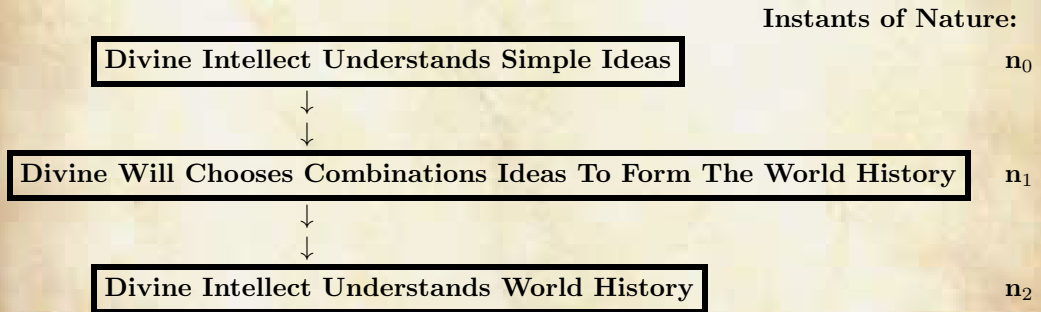 Instants of Nature:
Divine Intellect Understands Simple Ideas n₀
↓
↓
Divine Will Chooses Combinations Ideas To Form The World History n₁
↓
↓
Divine Intellect Understands World History n₂